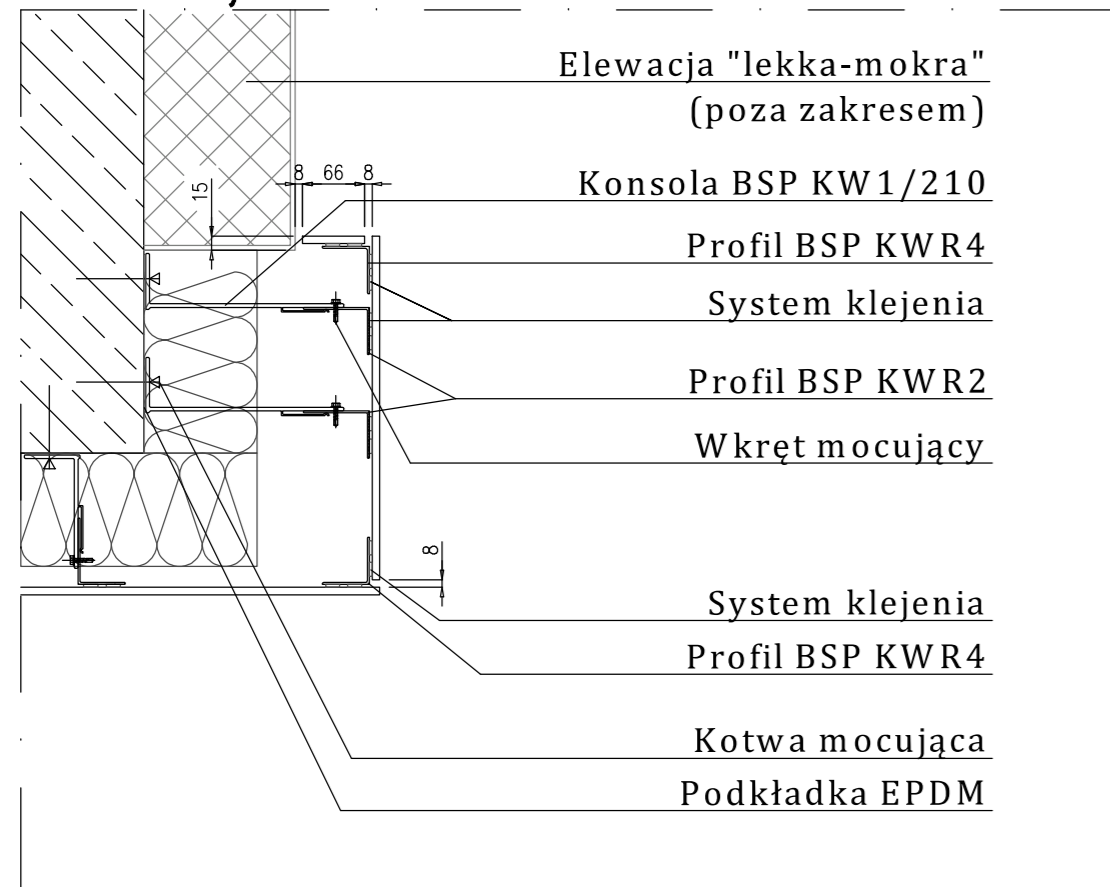 Elewacja "lekka-mokra"
(poza zakresem)
8 66 8
15
Konsola BSP KW1/210
Profil BSP KWR4
System klejenia
Profil BSP KWR2
Wkręt mocujący
8
System klejenia
Profil BSP KWR4
Kotwa mocująca
Podkładka EPDM